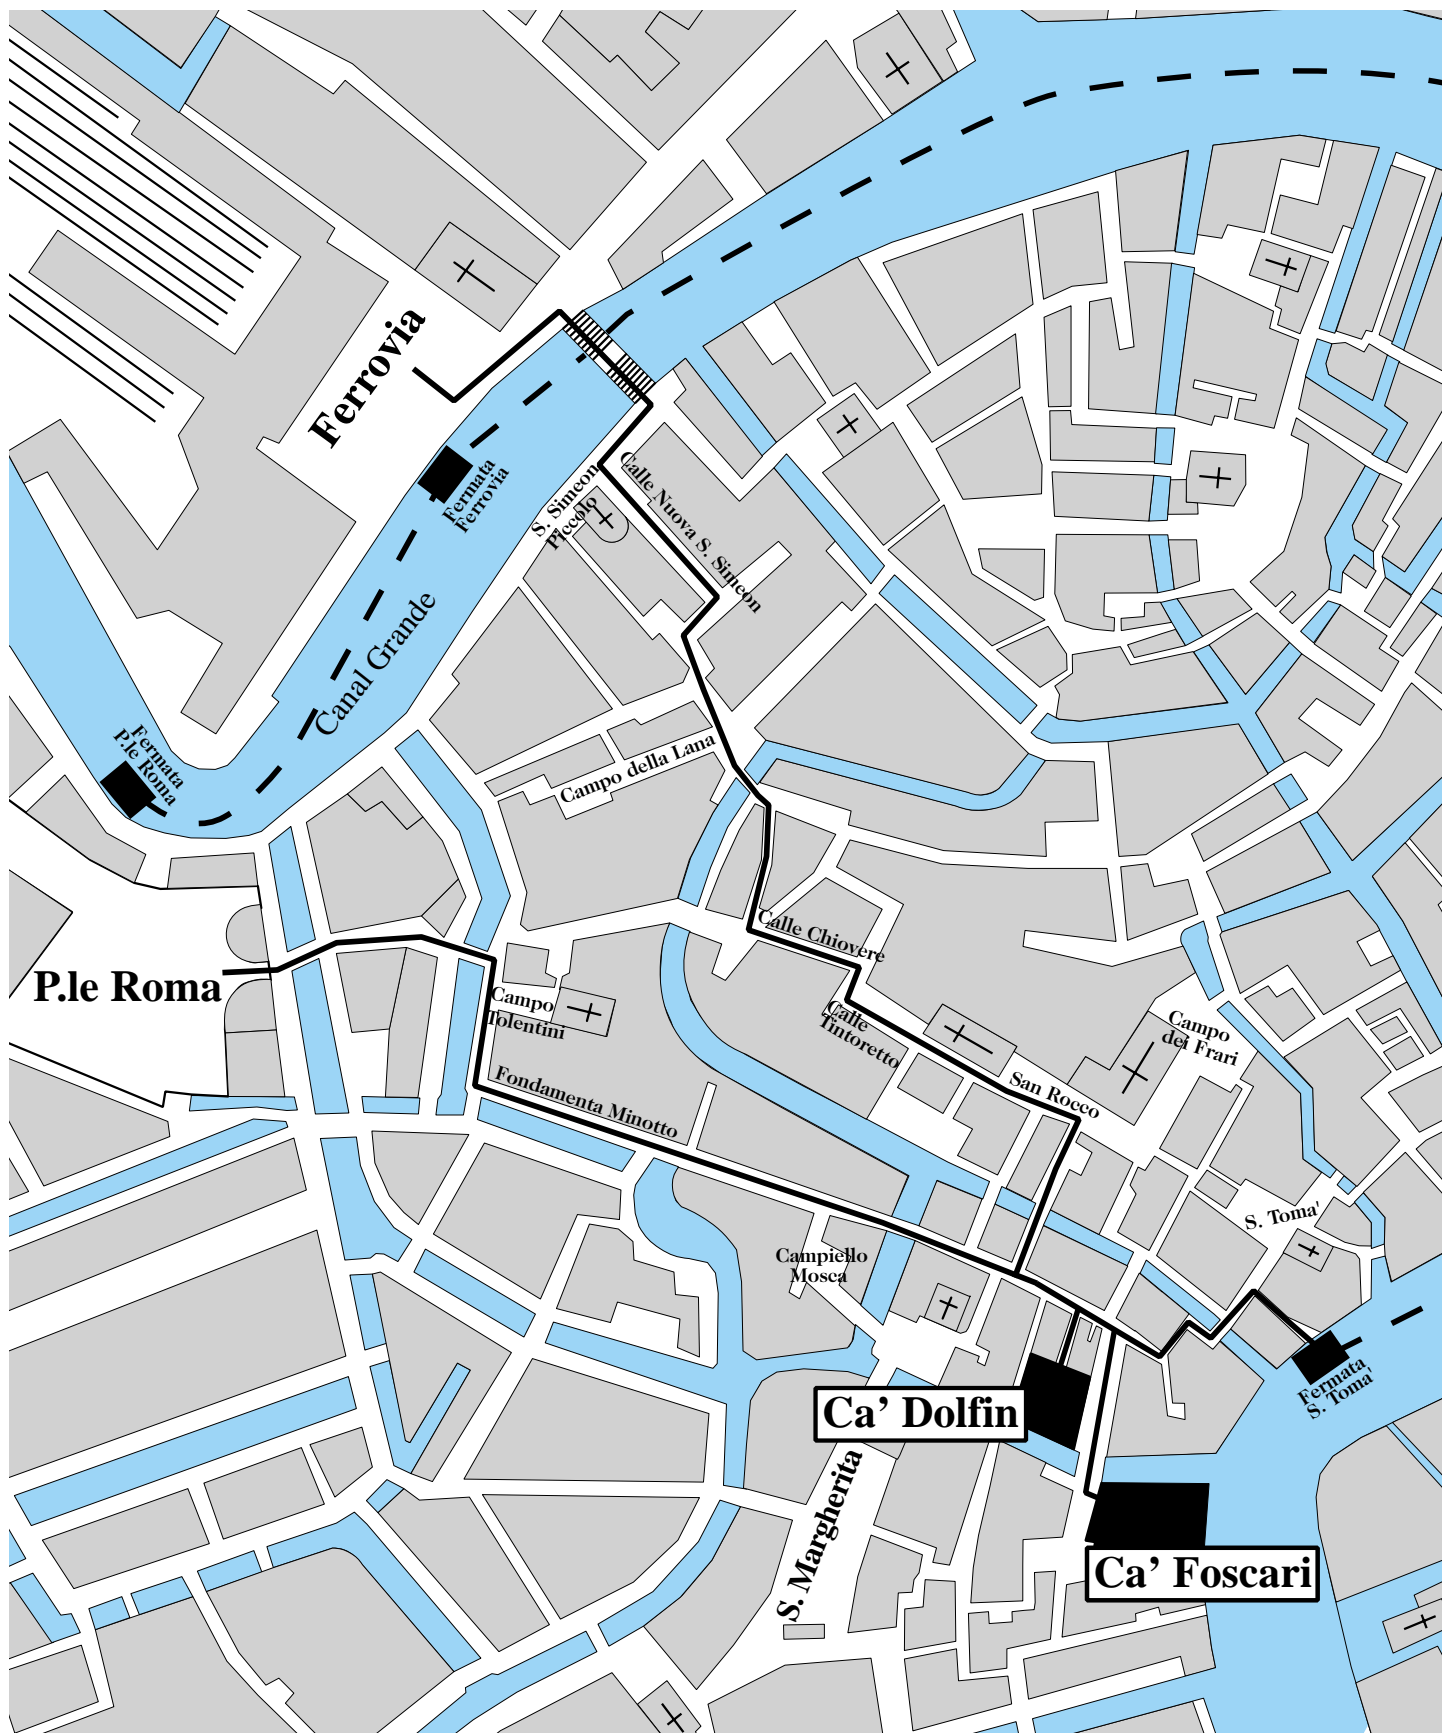 Ferrovia
Fermata
Ferrovia
S. Simeon
Piccolo
Calle Nuova S. Simeon
Canal Grande
Fermata
P.le Roma
Campo della Lana
Calle Chiovere
P.le Roma
Campo
Tolentini
Calle
Tintoretto
Campo
dei Frari
Fondamenta Minotto
San Rocco
S. Toma'
Campiello
Mosca
Fermata
S. Toma'
Ca’ Dolfin
S. Margherita
Ca’ Foscari